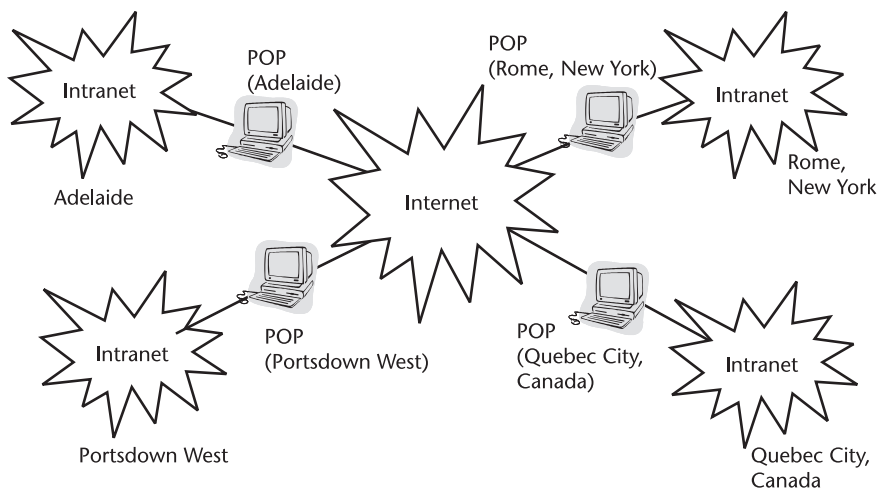 Intranet
Adelaide
POP
(Adelaide)
POP
(Rome, New York)
Intranet
Rome,
New York
Internet
Intranet
Portsdown West
POP
(Portsdown West)
POP
(Quebec City,
Canada)
Intranet
Quebec City,
Canada